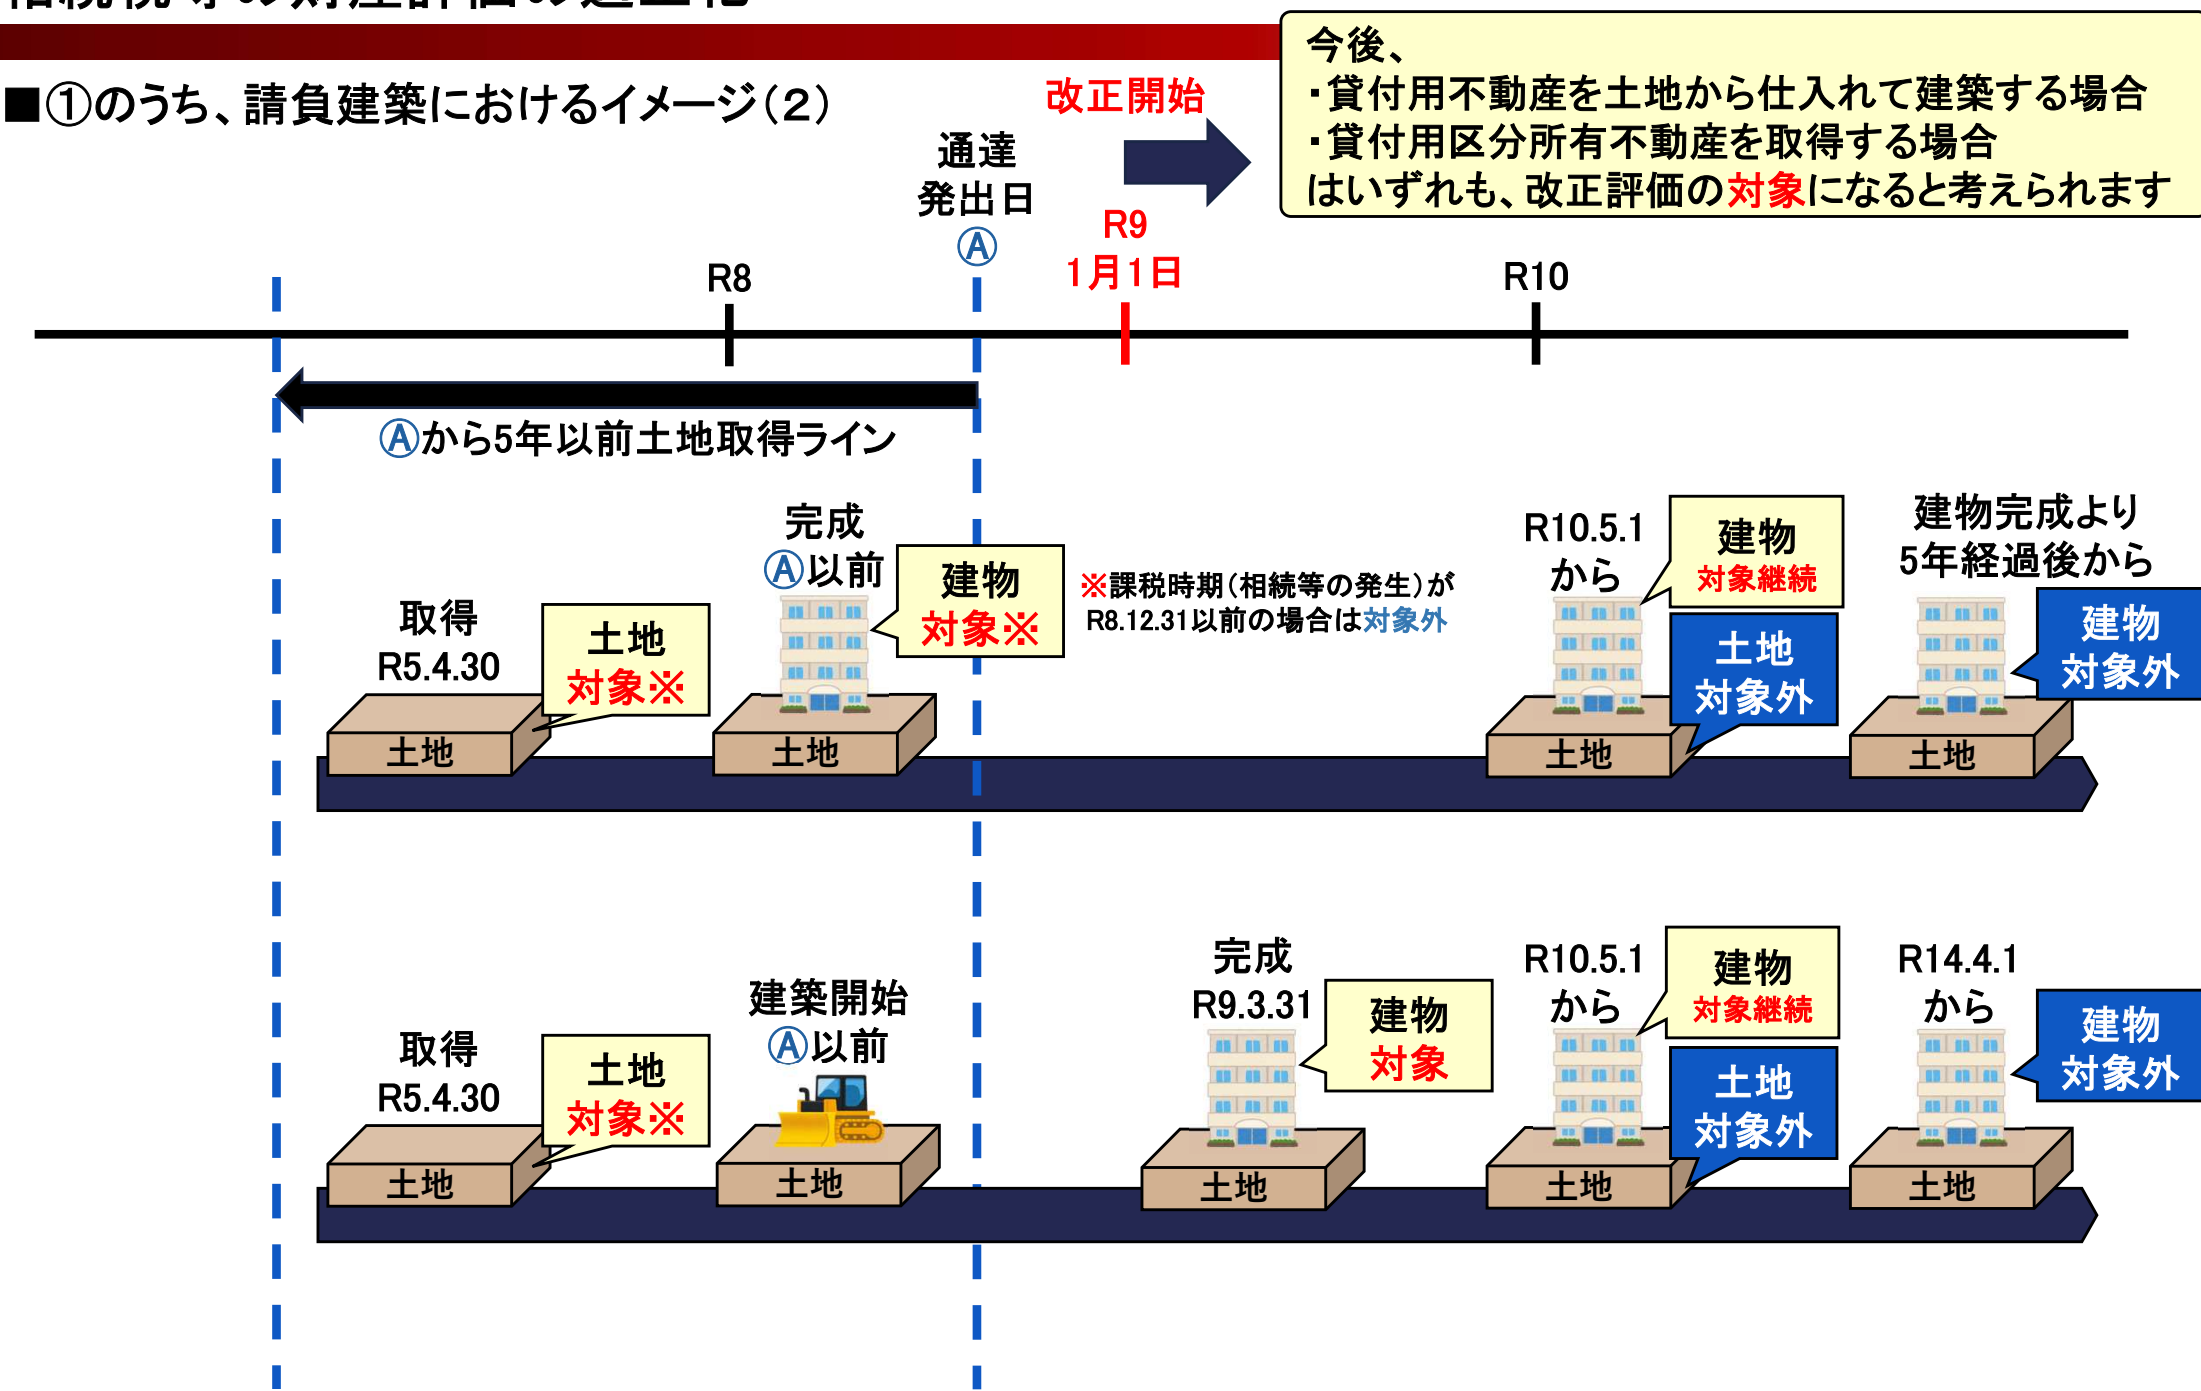 ■①のうち、請負建築におけるイメージ（2）
今後、
・貸付用不動産を土地から仕入れて建築する場合
・貸付用区分所有不動産を取得する場合
はいずれも、改正評価の対象になると考えられます
改正開始
通達
発出日
Ⓐ
R8
R9
1月1日
R10
Ⓐから5年以前土地取得ライン
取得
R5.4.30
土地
対象※
土地
完成
Ⓐ以前
建物
対象※
土地
※課税時期（相続等の発生）が
R8.12.31以前の場合は対象外
R10.5.1
から
建物
対象継続
土地
対象外
土地
建物完成より
5年経過後から
建物
対象外
土地
取得
R5.4.30
土地
対象※
土地
建築開始
Ⓐ以前
土地
完成
R9.3.31
建物
対象
土地
R10.5.1
から
建物
対象継続
土地
対象外
土地
R14.4.1
から
建物
対象外
土地